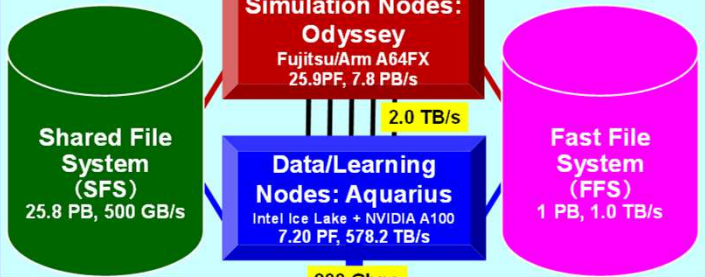 Simulation Nodes:
Odyssey
Fujitsu/Arm A64FX
25.9PF, 7.8 PB/s
2.0 TB/s
Shared File
System
(SFS)
25.8 PB, 500 GB/s
Data/Learning
Nodes: Aquarius
Intel Ice Lake + NVIDIA A100
7.20 PF, 578.2 TB/s
Fast File
System
(FFS)
1 PB, 1.0 TB/s